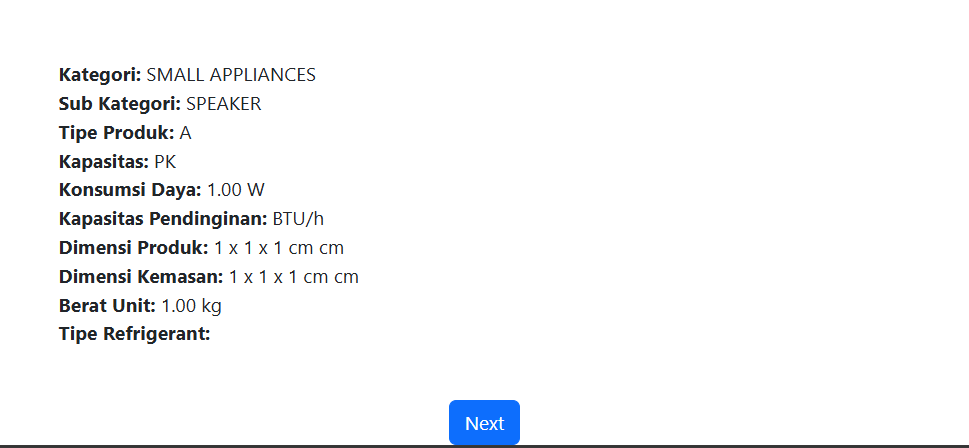 Kategori: SMALL APPLIANCES
Sub Kategori: SPEAKER
Tipe Produk: A
Kapasitas: PK
Konsumsi Daya: 1.00 W
Kapasitas Pendinginan: BTU/h
Dimensi Produk: 1 x 1 x 1 cm cm
Dimensi Kemasan: 1 x 1 x 1 cm cm
Berat Unit: 1.00 kg
Tipe Refrigerant:
Next